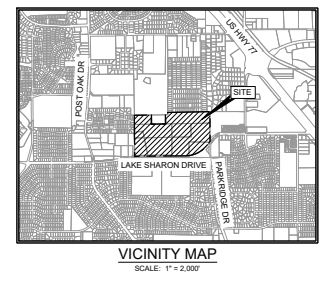 US HWY 77
POST OAK DR
SITE
LAKE SHARON DRIVE
PARKRIDGE DR
VICINITY MAP
SCALE: 1" = 2,000'